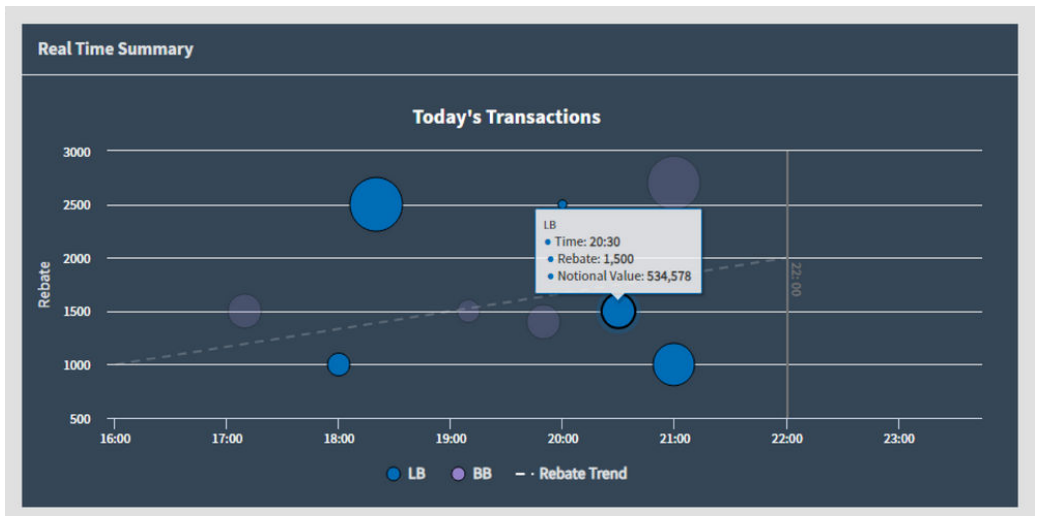 Real Time Summary
Today's Transactions
Rebate
3000
2500
2000
1500
1000
500
LB
• Time: 20:30
• Rebate: 1,500
• Notional Value: 534,578
22:00
16:00 17:00 18:00 19:00 20:00 21:00 22:00 23:00
LB BB Rebate Trend